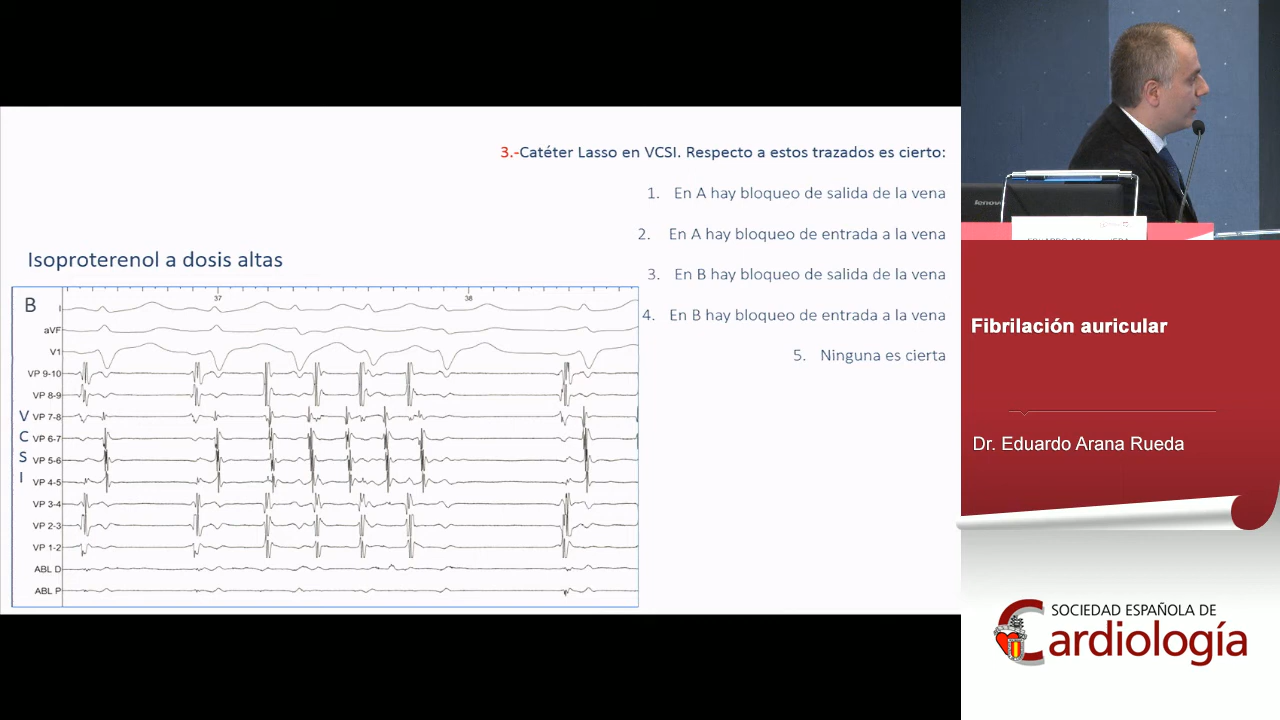 3.-Catéter Lasso en VCSI. Respecto a estos trazados es cierto:
1. En A hay bloqueo de salida de la vena
2. En A hay bloqueo de entrada a la vena
3. En B hay bloqueo de salida de la vena
4. En B hay bloqueo de entrada a la vena
5. Ninguna es cierta
Isoproterenol a dosis altas
B
37
38
I
aVF
V1
VP 9-10
VP 8-9
VP 7-8
VP 6-7
VP 5-6
VP 4-5
VP 3-4
VP 2-3
VP 1-2
ABL D
ABL P
V
C
S
I
lenovo
Fibrilación auricular
Dr. Eduardo Arana Rueda
SOCIEDAD ESPAÑOLA DE
Cardiología